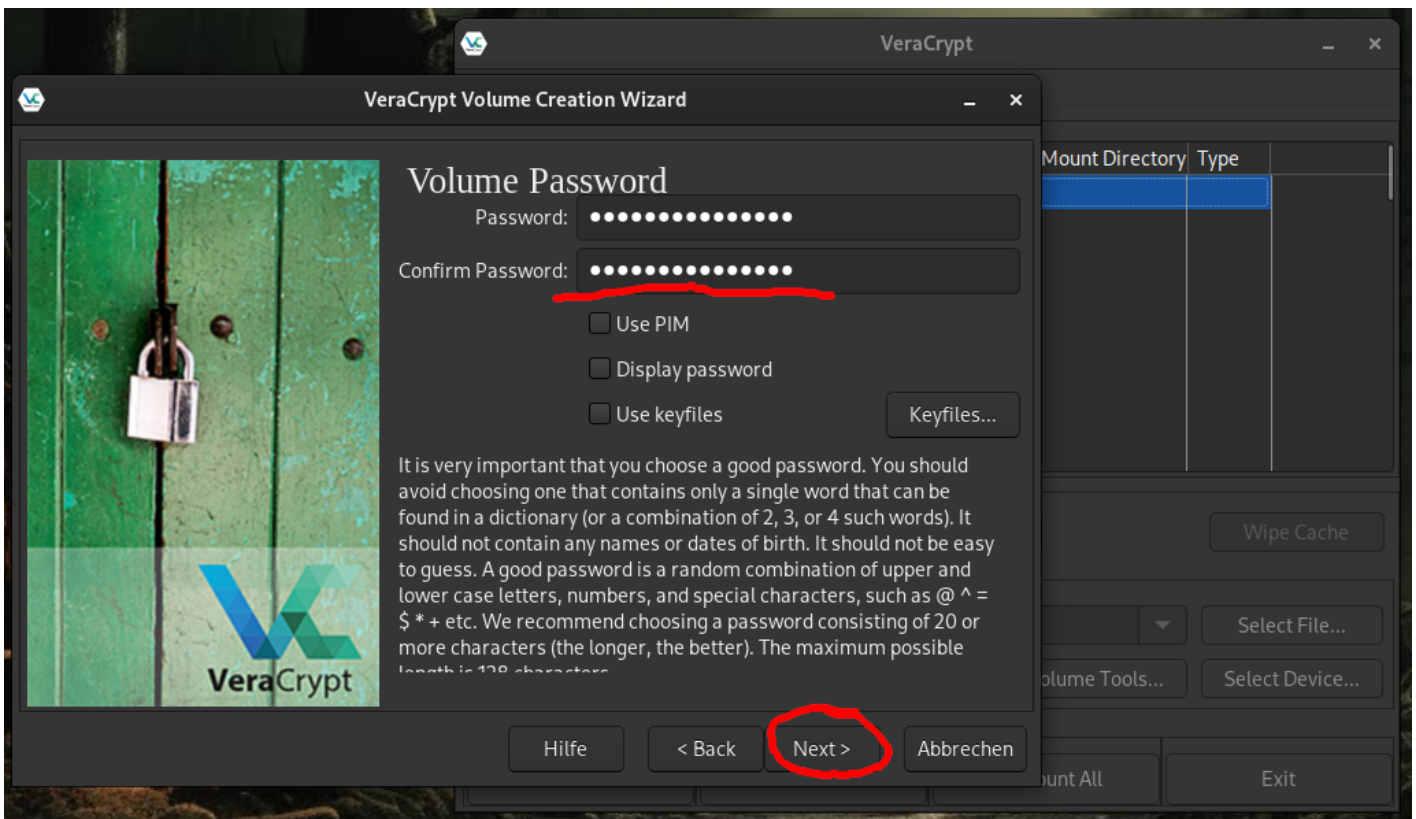 VeraCrypt
VeraCrypt Volume Creation Wizard
Mount Directory Type
Volume Password
Password:
Confirm Password:
Use PIM
Display password
Use keyfiles
Keyfiles...
It is very important that you choose a good password. You should
avoid choosing one that contains only a single word that can be
found in a dictionary (or a combination of 2, 3, or 4 such words). It
should not contain any names or dates of birth. It should not be easy
to guess. A good password is a random combination of upper and
lower case letters, numbers, and special characters, such as @ ^ =
$ * + etc. We recommend choosing a password consisting of 20 or
more characters (the longer, the better). The maximum possible
length is 128 characters
VeraCrypt
Wipe Cache
Select File...
olume Tools...
Select Device...
Hilfe
< Back
Next >
Abbrechen
ount All
Exit